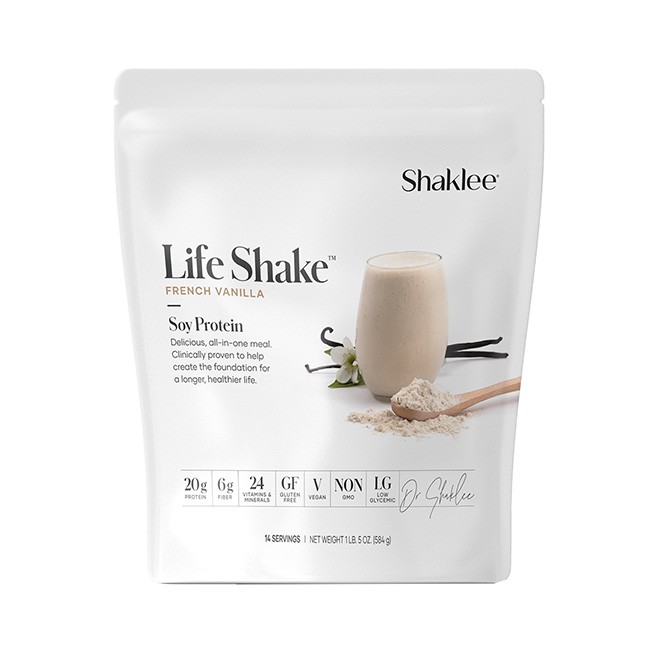 Shaklee®
Life Shake™
FRENCH VANILLA
Soy Protein
Delicious, all-in-one meal.
Clinically proven to help
create the foundation for
a longer, healthier life.
20g PROTEIN
6g FIBER
24 VITAMINS & MINERALS
GF GLUTEN FREE
V VEGAN
NON GMO
LG LOW GLYCEMIC
Dr Shaklee
14 SERVINGS | NET WEIGHT 1 LB. 5 OZ. (584 g)